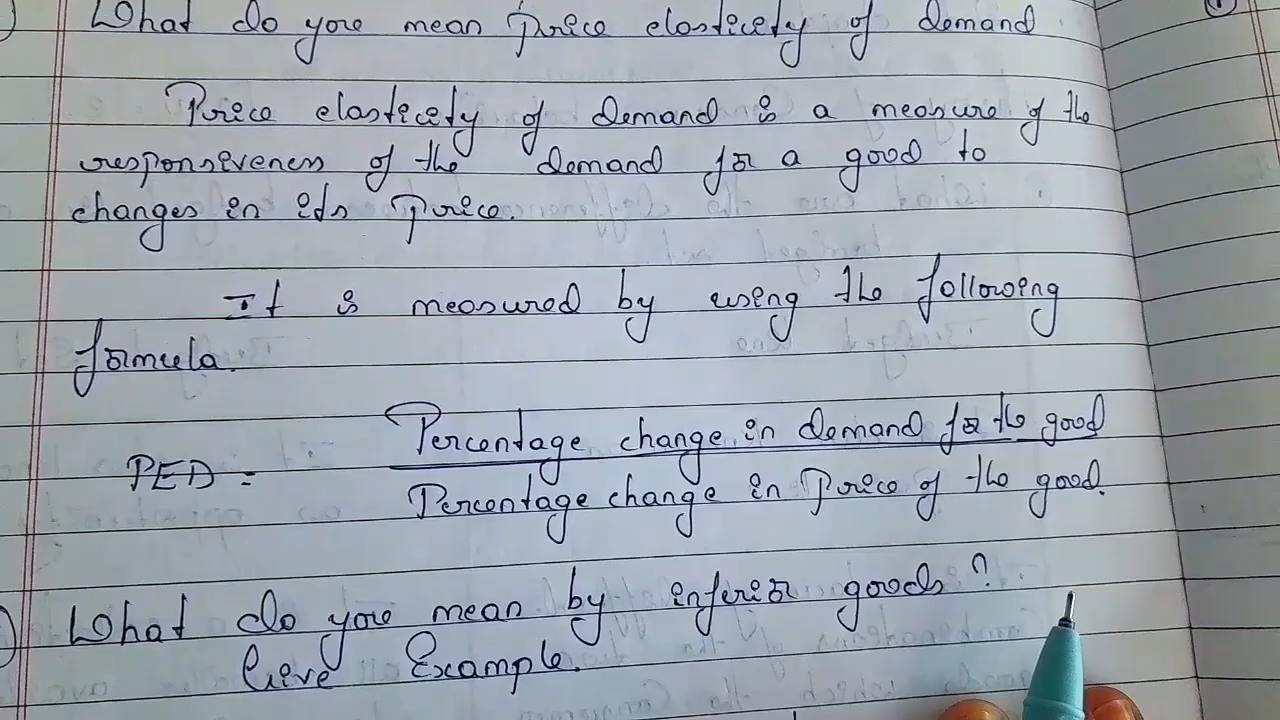 What do you mean Price elasticity of demand
Price elasticity of demand is a measure of the
responsiveness of the demand for a good to
changes in its Price.
It is measured by using the following
formula.
Percentage change in demand for the good
PED =
Percentage change in Price of the good.
What do you mean by inferior goods?
Give Example.